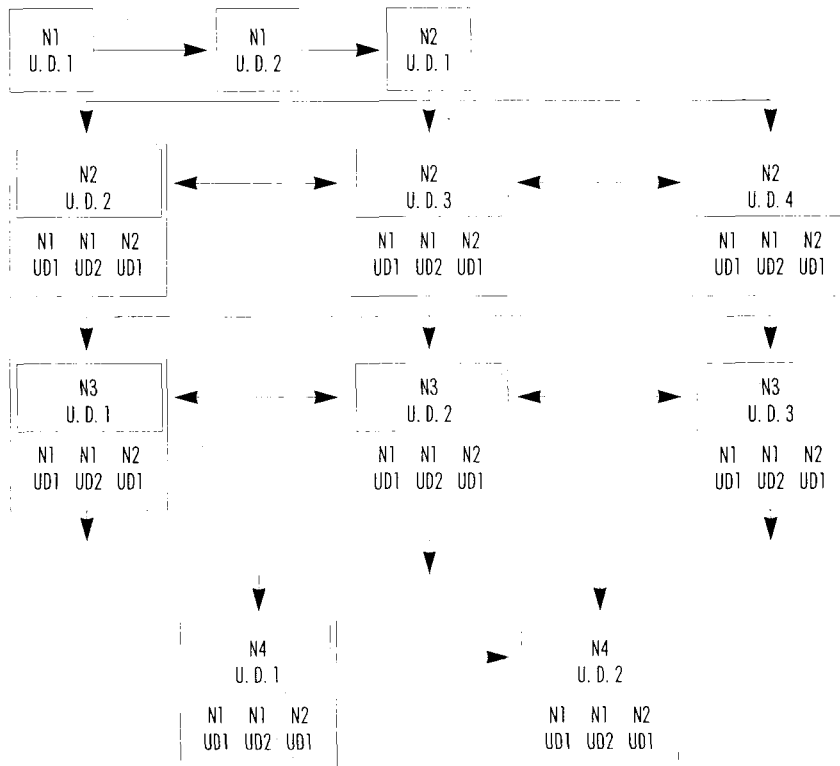 N1 N1 N2
U. D. 1 U. D. 2 U. D. 1
N2 N2 N2
U. D. 2 U. D. 3 U. D. 4
N1 N1 N2 N1 N1 N2 N1 N1 N2
UD1 UD2 UD1 UD1 UD2 UD1 UD1 UD2 UD1
N3 N3 N3
U. D. 1 U. D. 2 U. D. 3
N1 N1 N2 N1 N1 N2 N1 N1 N2
UD1 UD2 UD1 UD1 UD2 UD1 UD1 UD2 UD1
N4 N4
U. D. 1 U. D. 2
N1 N1 N2 N1 N1 N2
UD1 UD2 UD1 UD1 UD2 UD1